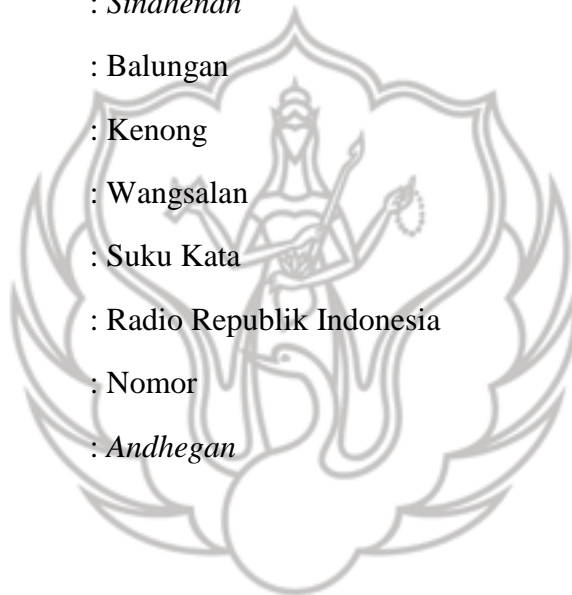 : Sindhenan
: Balungan
: Kenong
: Wangsalan
: Suku Kata
: Radio Republik Indonesia
: Nomor
: Andhegan